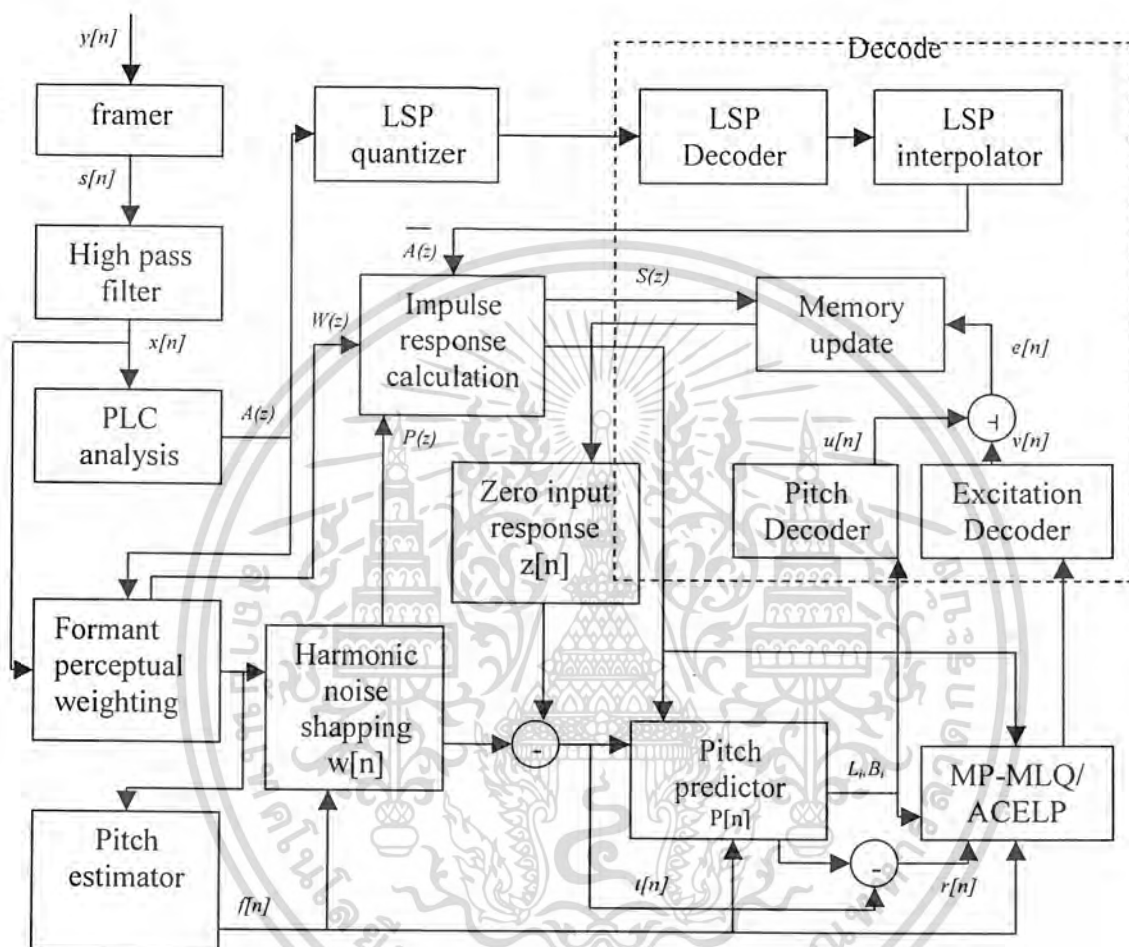 y[n]
Decode
framer
LSP
quantizer
LSP
Decoder
LSP
interpolator
s[n]
High pass
filter
A(z)
S(z)
Impulse
response
calculation
Memory
update
W(z)
x[n]
e[n]
PLC
analysis
A(z)
P(z)
u[n]
v[n]
Zero input
response
z[n]
Pitch
Decoder
Excitation
Decoder
Formant
perceptual
weighting
Harmonic
noise
shapping
w[n]
-
Pitch
predictor
P[n]
Li,Bi
MP-MLQ/
ACELP
Pitch
estimator
-
t[n]
r[n]
f[n]